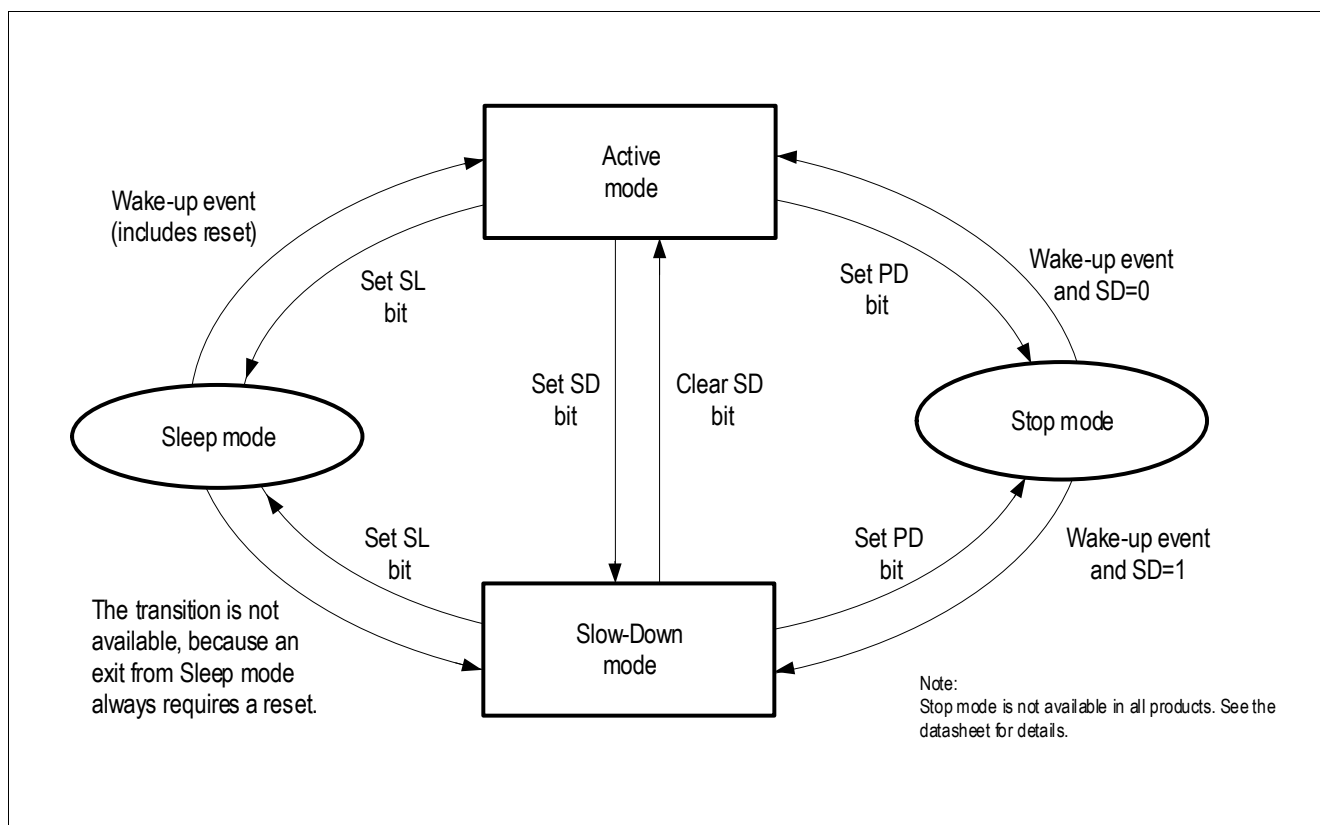 Active
mode
Wake-up event
(includes reset)
Set SL
bit
Set PD
bit
Wake-up event
and SD=0
Set SD
bit
Clear SD
bit
Sleep mode
Stop mode
Set SL
bit
Set PD
bit
Wake-up event
and SD=1
The transition is not
available, because an
exit from Sleep mode
always requires a reset.
Slow-Down
mode
Note:
Stop mode is not available in all products. See the
datasheet for details.